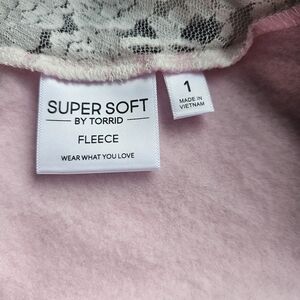 SUPER SOFT
BY TORRID
FLEECE
WEAR WHAT YOU LOVE
1
MADE IN
VIETNAM